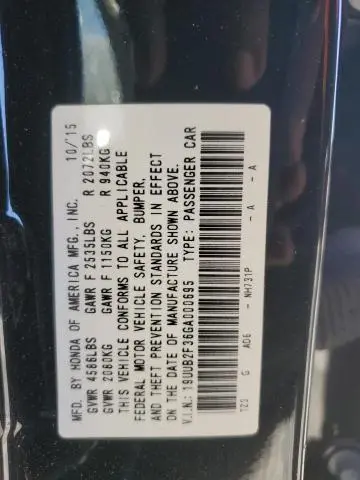 MFD. BY HONDA OF AMERICA MFG., INC. 10/15
GVWR 4586LBS GAWR F 2535LBS R 2072LBS
GVWR 2080KG GAWR F 1150KG R 940KG
THIS VEHICLE CONFORMS TO ALL APPLICABLE
FEDERAL MOTOR VEHICLE SAFETY, BUMPER,
AND THEFT PREVENTION STANDARDS IN EFFECT
ON THE DATE OF MANUFACTURE SHOWN ABOVE.
V.I.N.: 19UUB2F36GA000695 TYPE: PASSENGER CAR
T23 G AD6 - NH731P - A - A